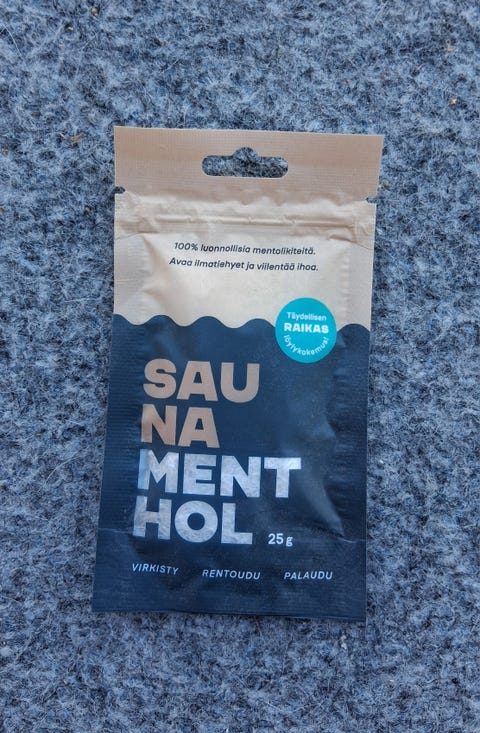 100% luonnollisia mentolikiteitä.
Avaa ilmatiehyet ja viilentää ihoa.
Täydellisen
RAIKAS
löylykokemus!
SAU
NA
MENT
HOL 25 g
VIRKISTY RENTOUDU PALAUDU